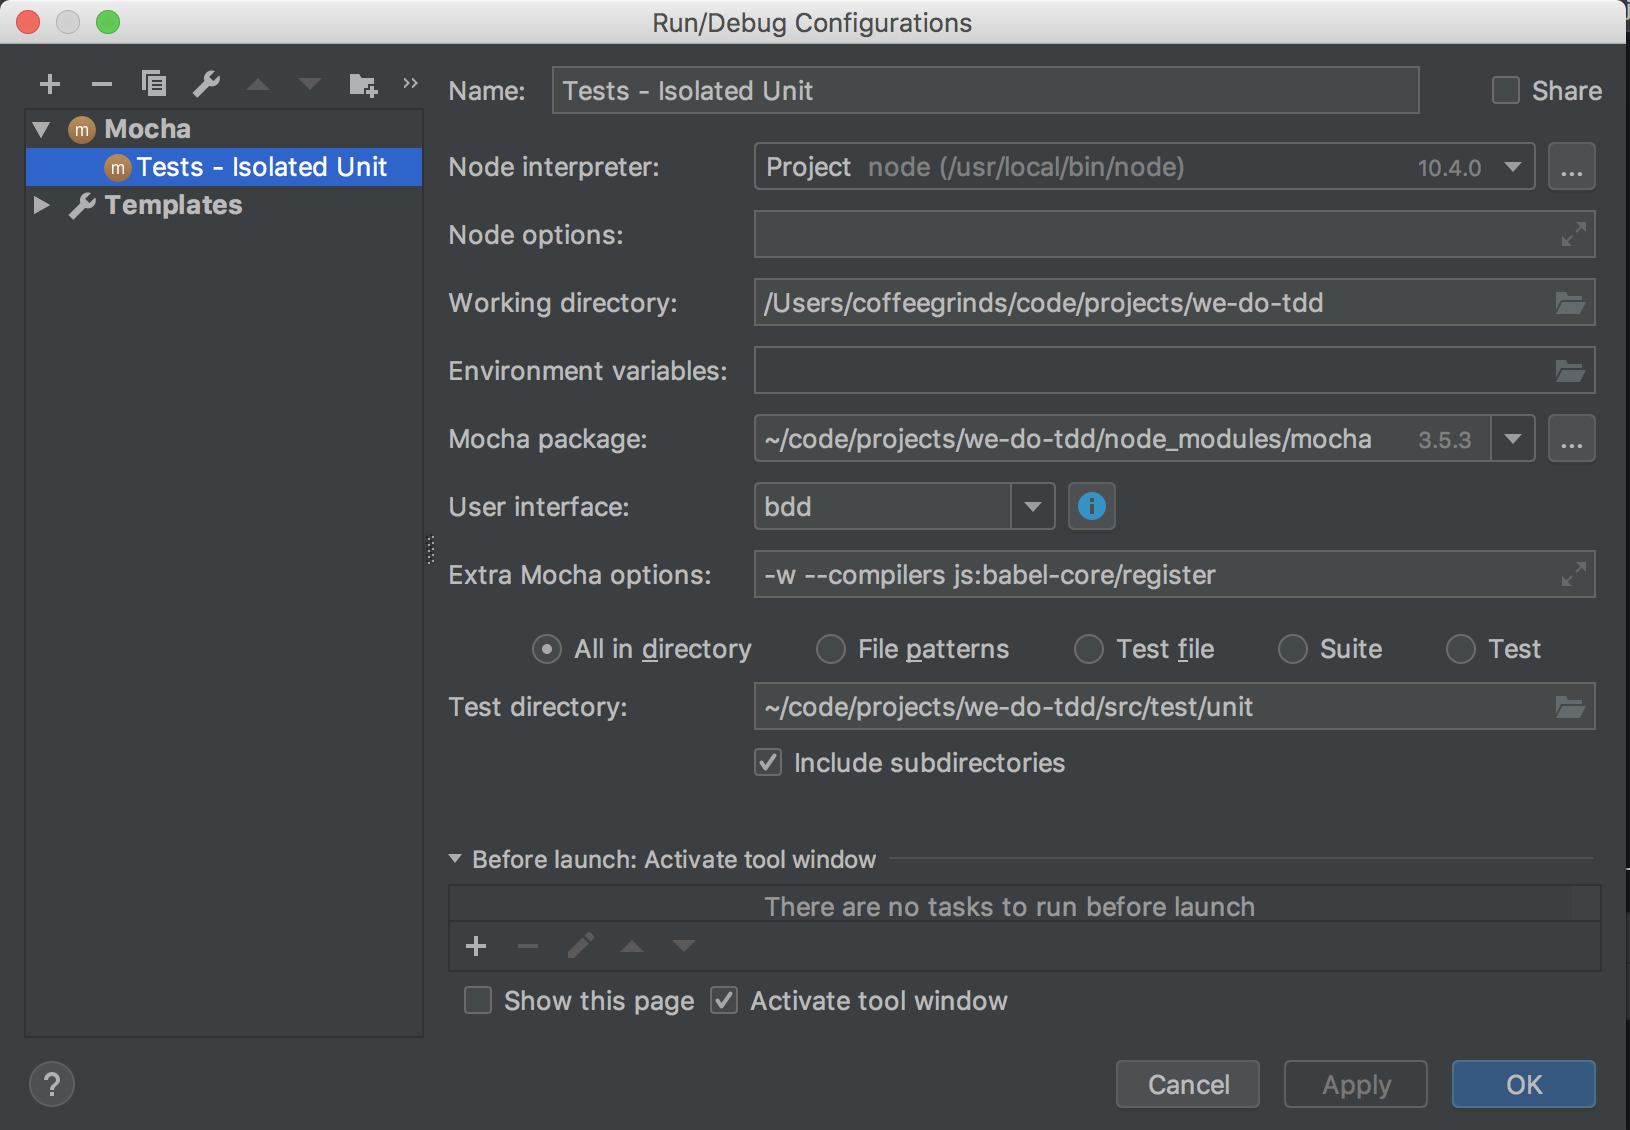 Run/Debug Configurations
Name: Tests - Isolated Unit Share
m Mocha
m Tests - Isolated Unit
Templates
Node interpreter: Project node (/usr/local/bin/node) 10.4.0 ...
Node options:
Working directory: /Users/coffeegrinds/code/projects/we-do-tdd
Environment variables:
Mocha package: ~/code/projects/we-do-tdd/node_modules/mocha 3.5.3 ...
User interface: bdd i
Extra Mocha options: -w --compilers js:babel-core/register
All in directory File patterns Test file Suite Test
Test directory: ~/code/projects/we-do-tdd/src/test/unit
Include subdirectories
Before launch: Activate tool window
There are no tasks to run before launch
Show this page Activate tool window
? Cancel Apply OK